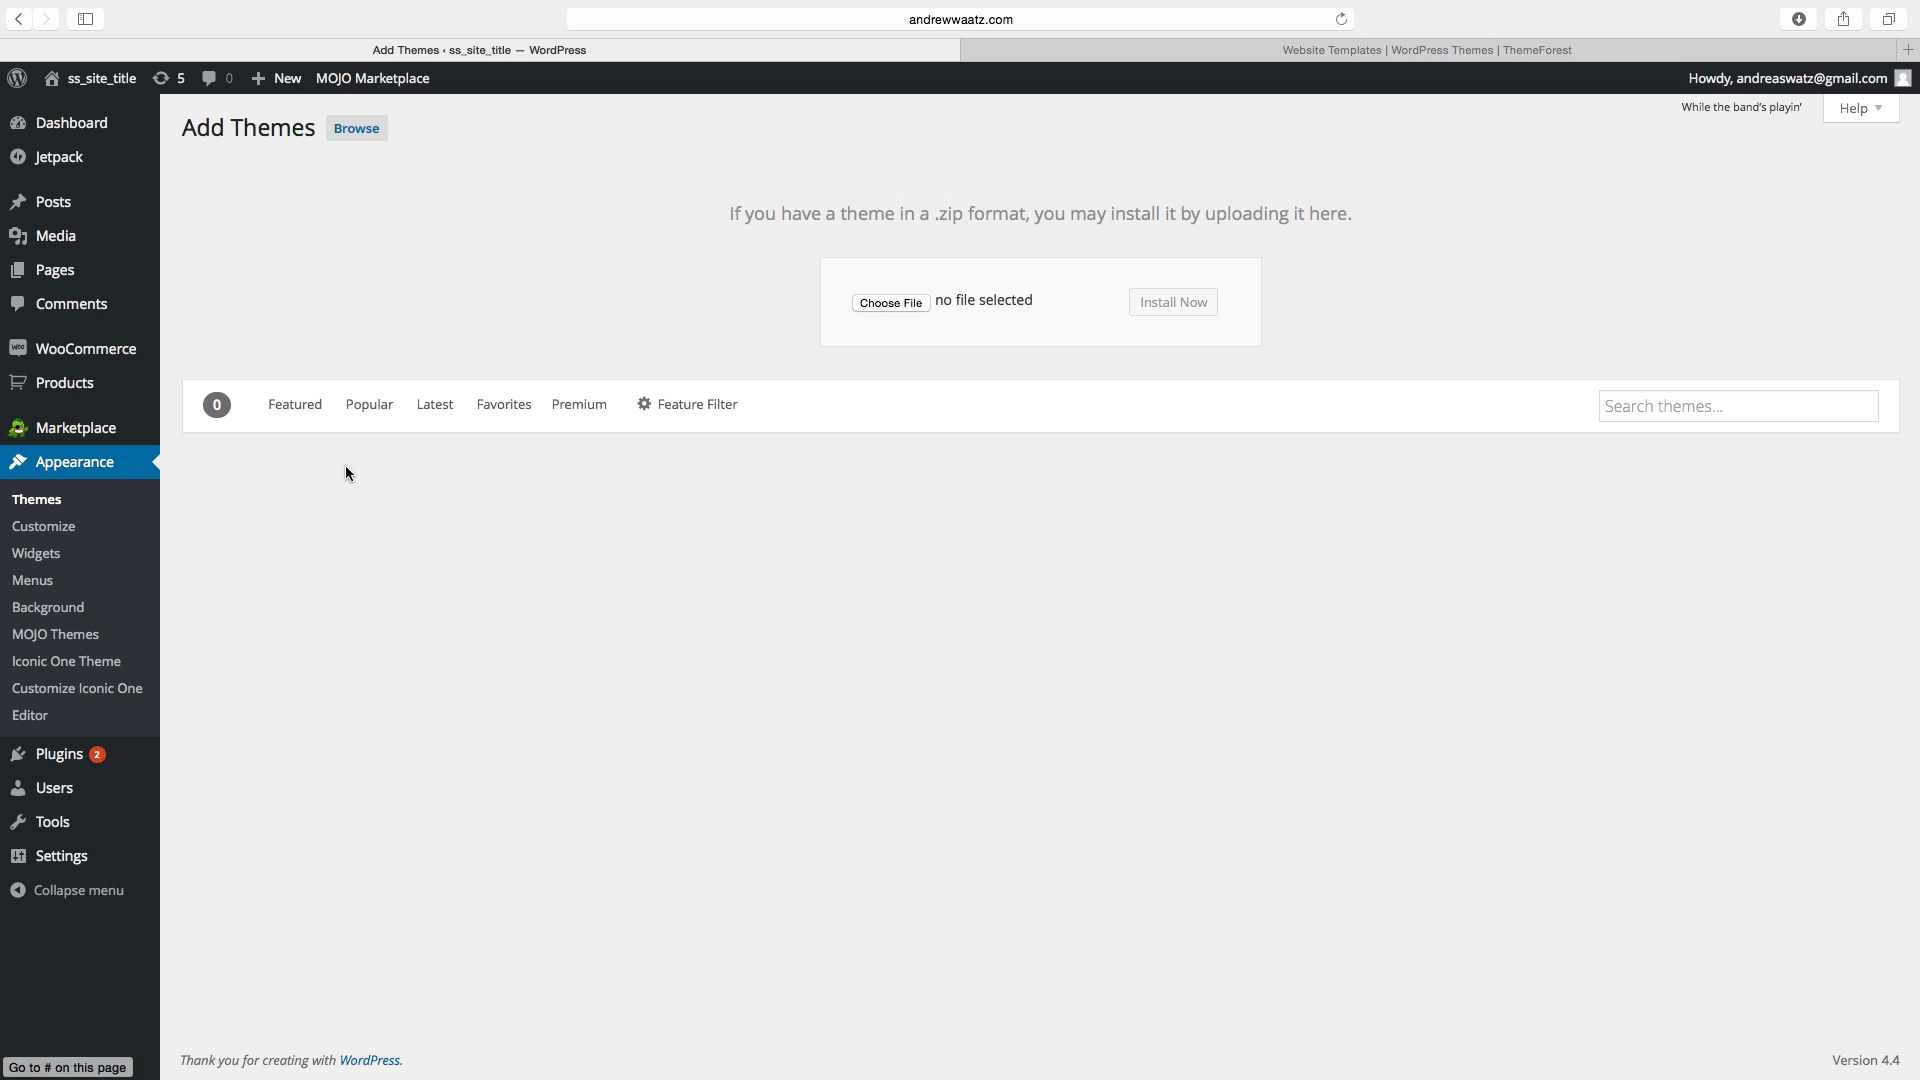 andrewwaatz.com
Add Themes ‹ ss_site_title — WordPress
Website Templates | WordPress Themes | ThemeForest
ss_site_title 5 0 New MOJO Marketplace
Howdy, andreaswatz@gmail.com
Dashboard
Jetpack
Posts
Media
Pages
Comments
WooCommerce
Products
Marketplace
Appearance
Themes
Customize
Widgets
Menus
Background
MOJO Themes
Iconic One Theme
Customize Iconic One
Editor
Plugins 2
Users
Tools
Settings
Collapse menu
Go to # on this page
While the band's playin'
Help
Add Themes Browse
If you have a theme in a .zip format, you may install it by uploading it here.
Choose File no file selected Install Now
0 Featured Popular Latest Favorites Premium Feature Filter Search themes...
Thank you for creating with WordPress.
Version 4.4